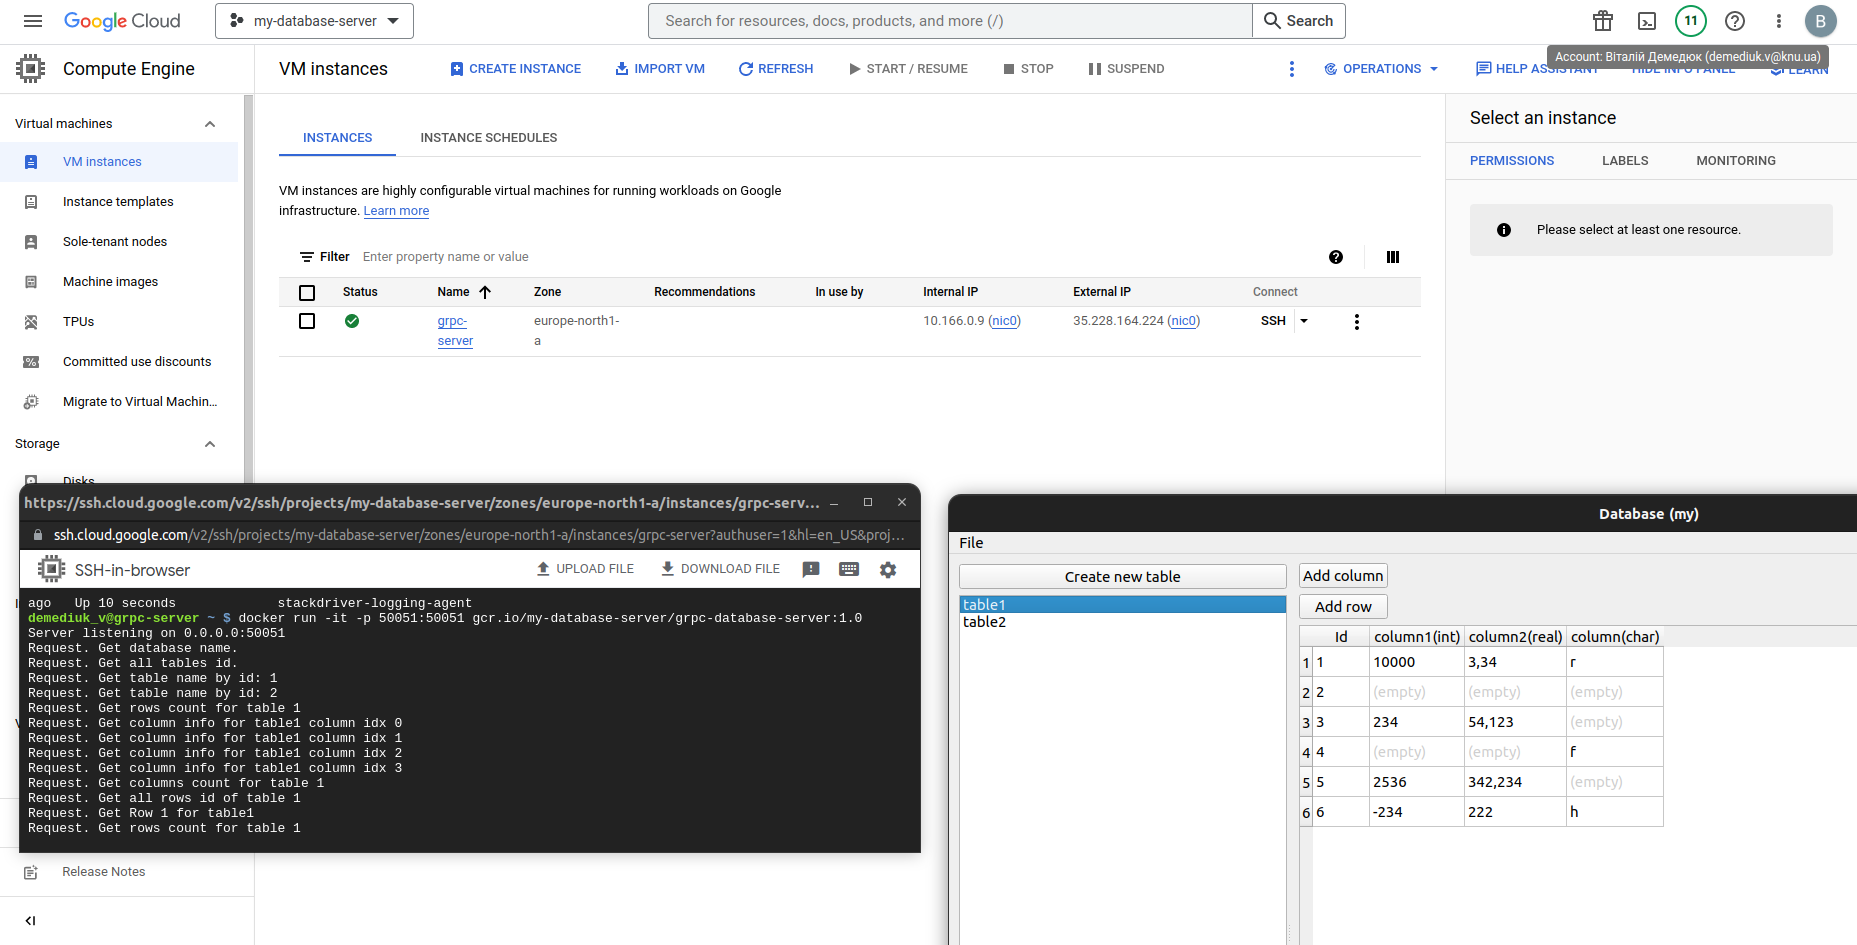 Google Cloud
my-database-server
Search for resources, docs, products, and more (/)
Search
11
B
Account: Віталій Демедюк (demediuk.v@knu.ua)
Compute Engine
VM instances
CREATE INSTANCE
IMPORT VM
REFRESH
START / RESUME
STOP
SUSPEND
OPERATIONS
HELP ASSISTANT
HIDE INFO PANEL
LEARN
Virtual machines
VM instances
Instance templates
Sole-tenant nodes
Machine images
TPUs
Committed use discounts
Migrate to Virtual Machin...
Storage
Disks
Release Notes
INSTANCES
INSTANCE SCHEDULES
VM instances are highly configurable virtual machines for running workloads on Google
infrastructure. Learn more
Filter Enter property name or value
Status Name Zone Recommendations In use by Internal IP External IP Connect
grpc-server europe-north1-a 10.166.0.9 (nic0) 35.228.164.224 (nic0) SSH
Select an instance
PERMISSIONS
LABELS
MONITORING
Please select at least one resource.
https://ssh.cloud.google.com/v2/ssh/projects/my-database-server/zones/europe-north1-a/instances/grpc-serv...
ssh.cloud.google.com/v2/ssh/projects/my-database-server/zones/europe-north1-a/instances/grpc-server?authuser=1&hl=en_US&proj...
SSH-in-browser
UPLOAD FILE
DOWNLOAD FILE
ago Up 10 seconds stackdriver-logging-agent
demediuk_v@grpc-server ~ $ docker run -it -p 50051:50051 gcr.io/my-database-server/grpc-database-server:1.0
Server listening on 0.0.0.0:50051
Request. Get database name.
Request. Get all tables id.
Request. Get table name by id: 1
Request. Get table name by id: 2
Request. Get rows count for table 1
Request. Get column info for table1 column idx 0
Request. Get column info for table1 column idx 1
Request. Get column info for table1 column idx 2
Request. Get column info for table1 column idx 3
Request. Get columns count for table 1
Request. Get all rows id of table 1
Request. Get Row 1 for table1
Request. Get rows count for table 1
Database (my)
File
Create new table
table1
table2
Add column
Add row
Id column1(int) column2(real) column(char)
1 1 10000 3,34 r
2 2 (empty) (empty) (empty)
3 3 234 54,123 (empty)
4 4 (empty) (empty) f
5 5 2536 342,234 (empty)
6 6 -234 222 h